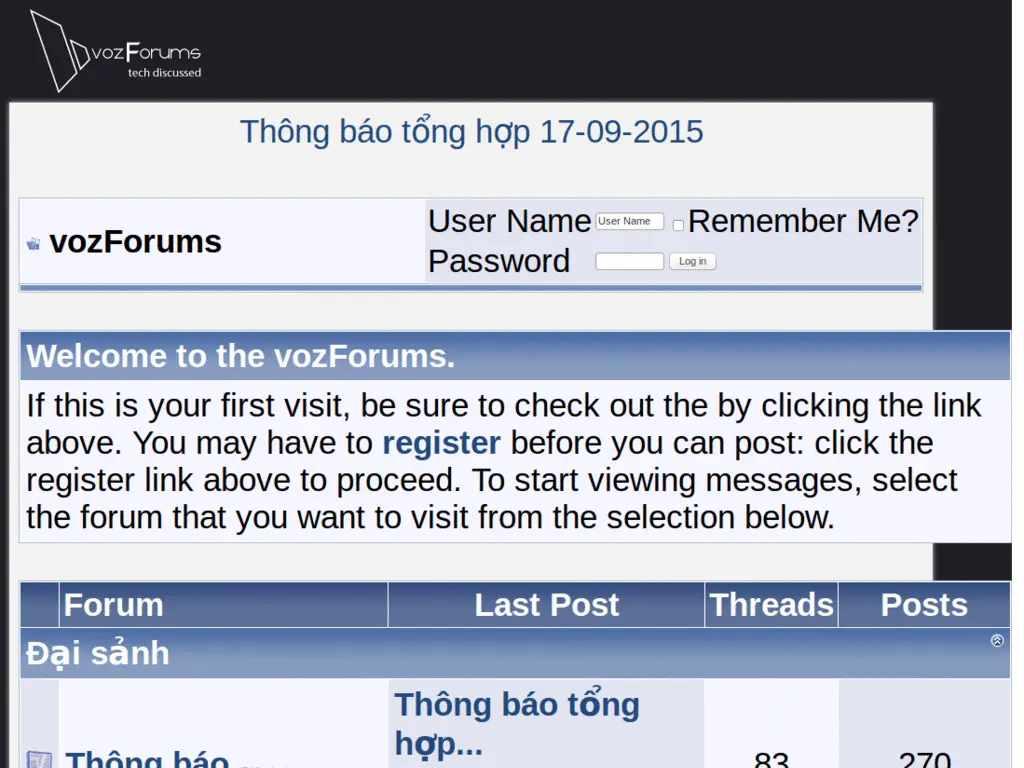 vozForums
tech discussed
Thông báo tổng hợp 17-09-2015
vozForums
User Name User Name Remember Me?
Password Log in
Welcome to the vozForums.
If this is your first visit, be sure to check out the by clicking the link
above. You may have to register before you can post: click the
register link above to proceed. To start viewing messages, select
the forum that you want to visit from the selection below.
Forum Last Post Threads Posts
Đại sảnh
Thông báo tổng
hợp...
Thông báo 83 270